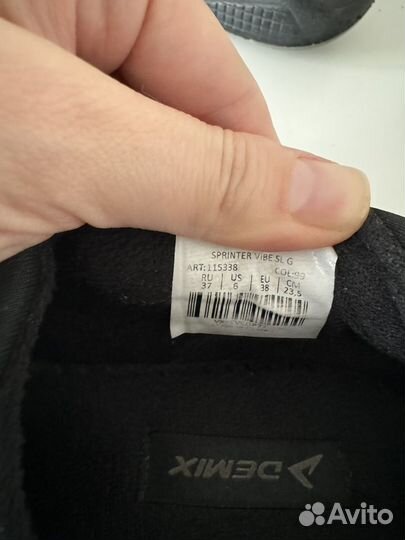 SPRINTER VIBE SL G
ART:115338 COL:99
RU US EU CM
37 6 38 23,5
DEMIX
Avito